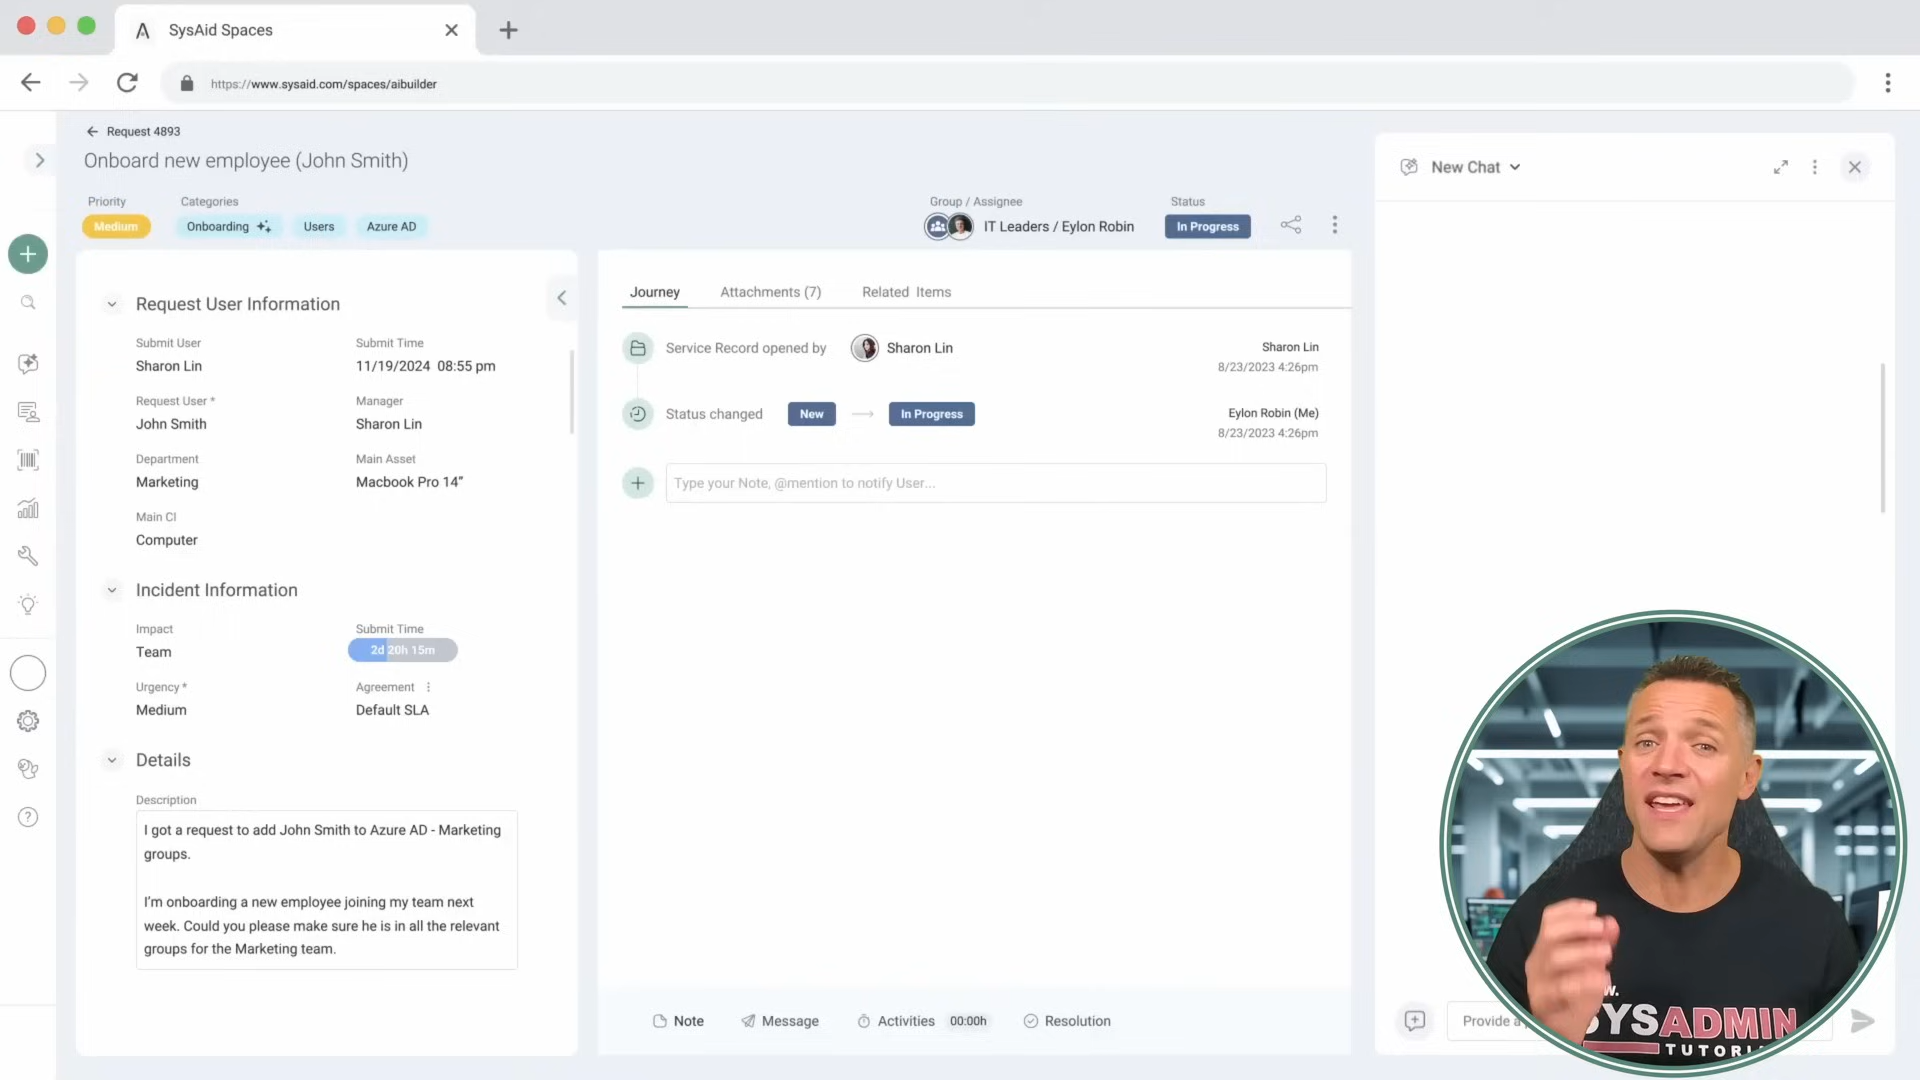 SysAid Spaces
https://www.sysaid.com/spaces/aibuilder
Request 4893
Onboard new employee (John Smith)
Priority
Categories
Medium
Onboarding
Users
Azure AD
Group / Assignee
IT Leaders / Eylon Robin
Status
In Progress
Request User Information
Submit User
Submit Time
Sharon Lin
11/19/2024 08:55 pm
Request User *
Manager
John Smith
Sharon Lin
Department
Main Asset
Marketing
Macbook Pro 14”
Main CI
Computer
Incident Information
Impact
Submit Time
Team
2d 20h 15m
Urgency *
Agreement
Medium
Default SLA
Details
Description
I got a request to add John Smith to Azure AD - Marketing
groups.
I’m onboarding a new employee joining my team next
week. Could you please make sure he is in all the relevant
groups for the Marketing team.
Journey
Attachments (7)
Related Items
Service Record opened by
Sharon Lin
Sharon Lin
8/23/2023 4:26pm
Status changed
New
In Progress
Eylon Robin (Me)
8/23/2023 4:26pm
Type your Note, @mention to notify User...
Note
Message
Activities
00:00h
Resolution
New Chat
Provide a
w.
SYSADMIN
TUTORI